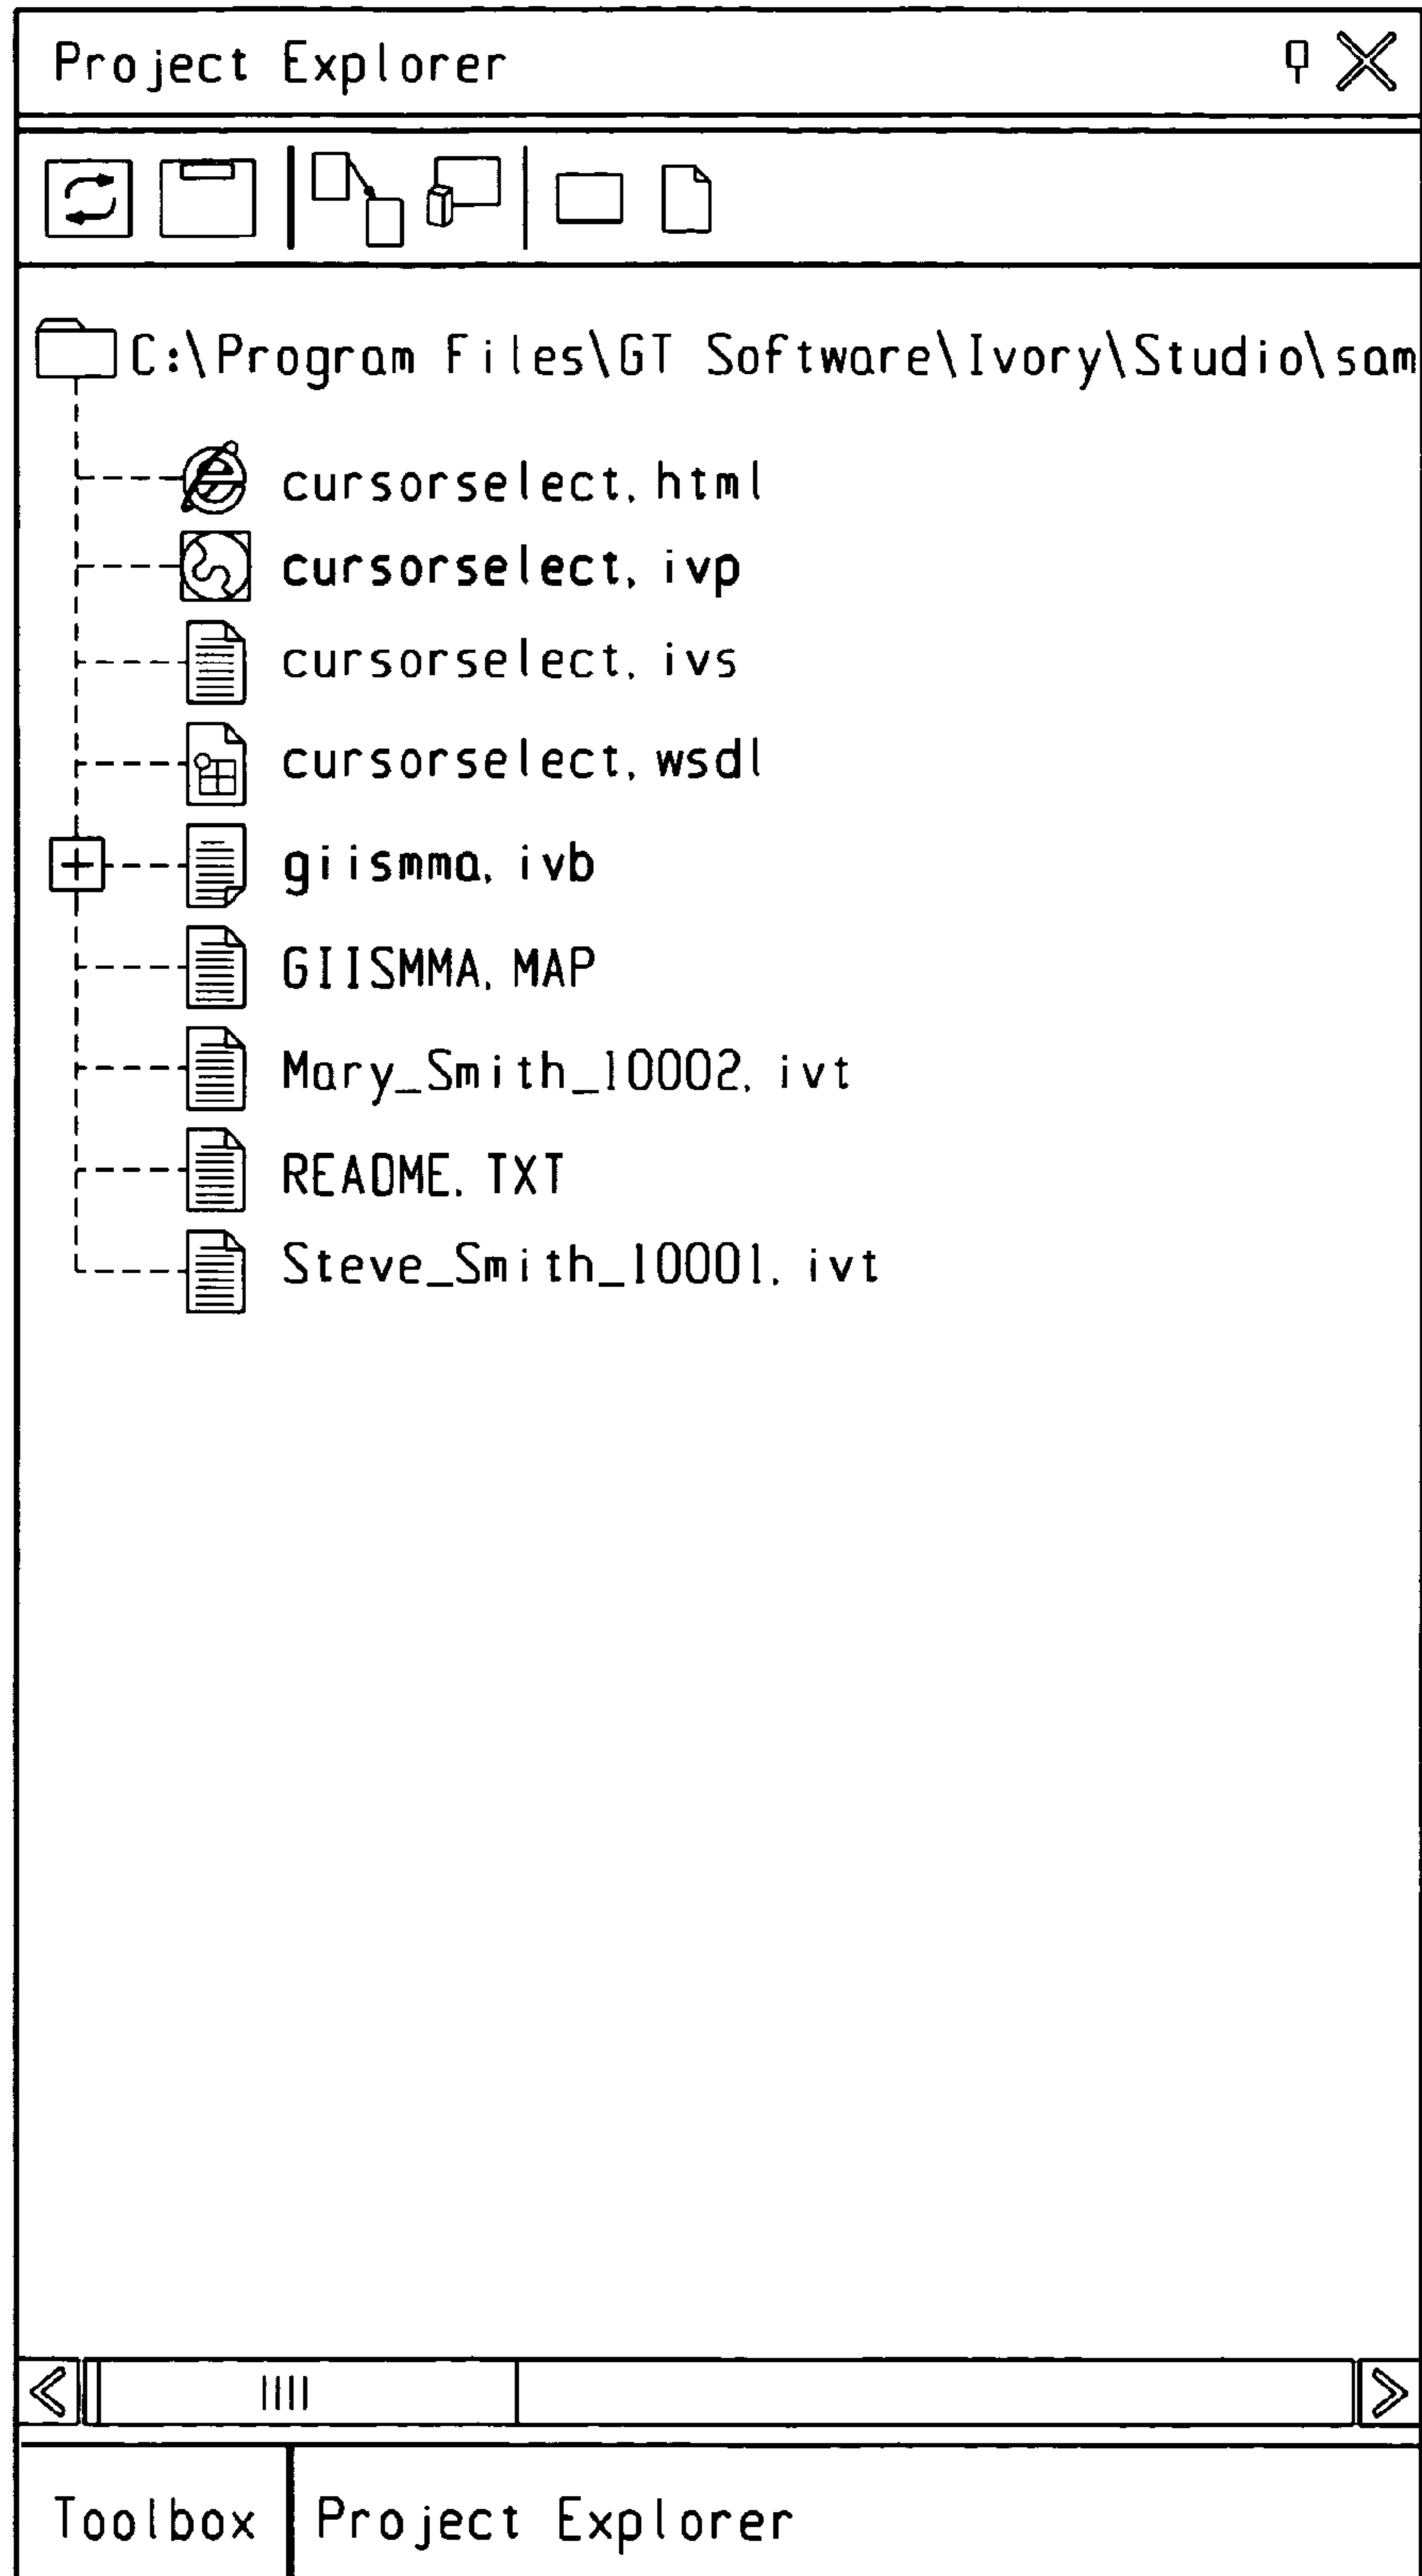 Project Explorer
C:\Program Files\GT Software\Ivory\Studio\sam
cursorselect, html
cursorselect, ivp
cursorselect, ivs
cursorselect, wsdl
giismma, ivb
GIISMMA, MAP
Mary_Smith_10002, ivt
README, TXT
Steve_Smith_10001, ivt
Toolbox Project Explorer